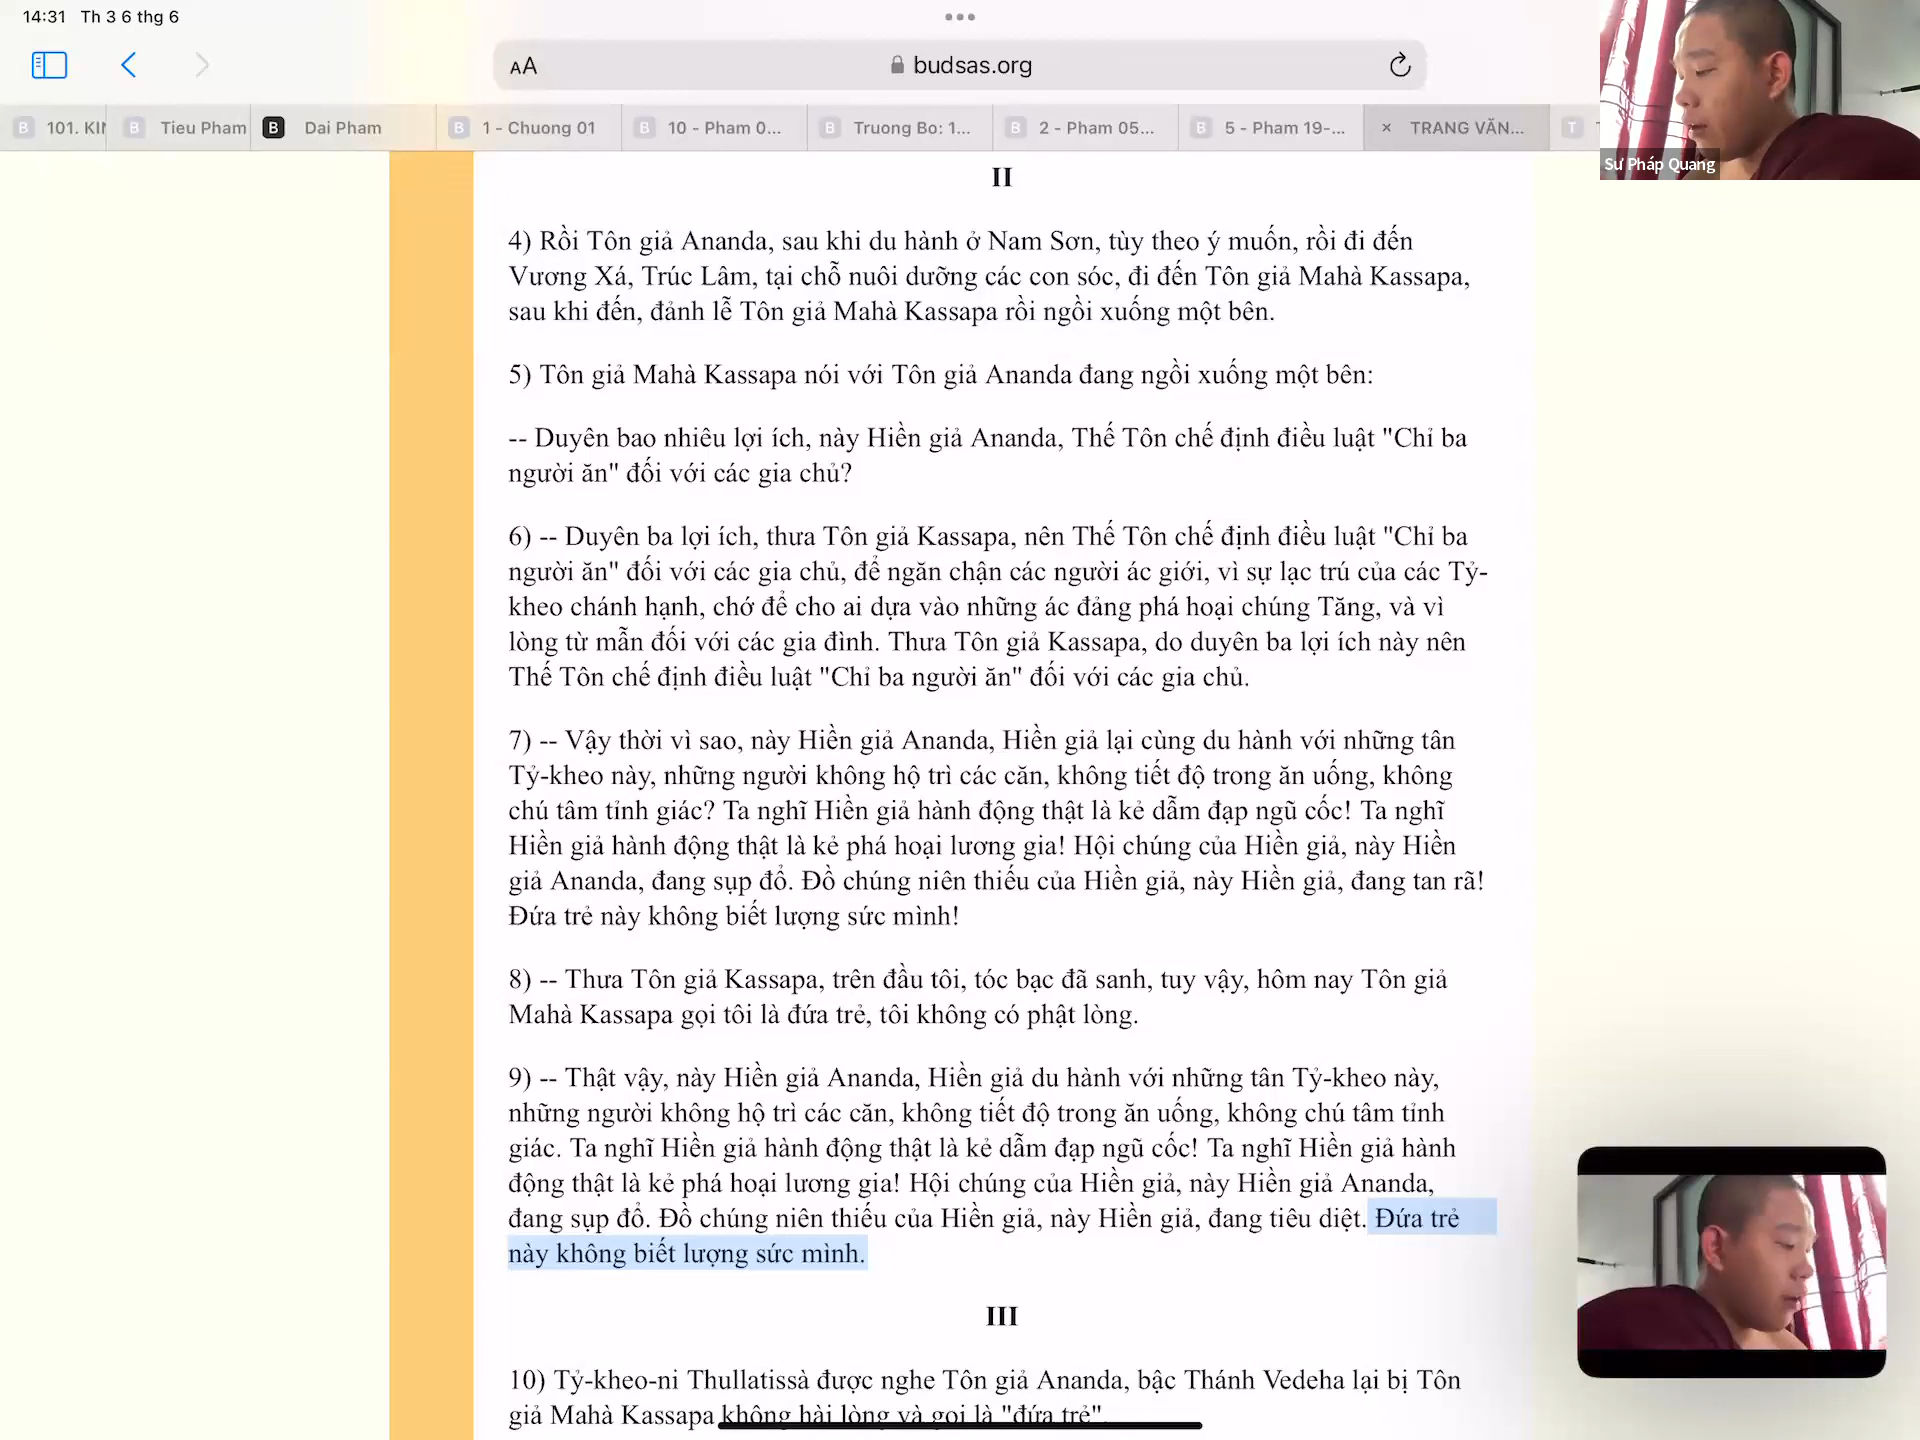 14:31 Th 3 6 thg 6
AA budsas.org
B 101. KIN B Tieu Pham B Dai Pham B 1 - Chuong 01 B 10 - Pham 0... B Truong Bo: 1... B 2 - Pham 05... B 5 - Pham 19-... × TRANG VĂN... T
Sư Pháp Quang
II
4) Rồi Tôn giả Ananda, sau khi du hành ở Nam Sơn, tùy theo ý muốn, rồi đi đến
Vương Xá, Trúc Lâm, tại chỗ nuôi dưỡng các con sóc, đi đến Tôn giả Mahà Kassapa,
sau khi đến, đảnh lễ Tôn giả Mahà Kassapa rồi ngồi xuống một bên.
5) Tôn giả Mahà Kassapa nói với Tôn giả Ananda đang ngồi xuống một bên:
-- Duyên bao nhiêu lợi ích, này Hiền giả Ananda, Thế Tôn chế định điều luật "Chỉ ba
người ăn" đối với các gia chủ?
6) -- Duyên ba lợi ích, thưa Tôn giả Kassapa, nên Thế Tôn chế định điều luật "Chỉ ba
người ăn" đối với các gia chủ, để ngăn chận các người ác giới, vì sự lạc trú của các Tỷ-
kheo chánh hạnh, chớ để cho ai dựa vào những ác đảng phá hoại chúng Tăng, và vì
lòng từ mẫn đối với các gia đình. Thưa Tôn giả Kassapa, do duyên ba lợi ích này nên
Thế Tôn chế định điều luật "Chỉ ba người ăn" đối với các gia chủ.
7) -- Vậy thời vì sao, này Hiền giả Ananda, Hiền giả lại cùng du hành với những tân
Tỷ-kheo này, những người không hộ trì các căn, không tiết độ trong ăn uống, không
chú tâm tỉnh giác? Ta nghĩ Hiền giả hành động thật là kẻ dẫm đạp ngũ cốc! Ta nghĩ
Hiền giả hành động thật là kẻ phá hoại lương gia! Hội chúng của Hiền giả, này Hiền
giả Ananda, đang sụp đổ. Đồ chúng niên thiếu của Hiền giả, này Hiền giả, đang tan rã!
Đứa trẻ này không biết lượng sức mình!
8) -- Thưa Tôn giả Kassapa, trên đầu tôi, tóc bạc đã sanh, tuy vậy, hôm nay Tôn giả
Mahà Kassapa gọi tôi là đứa trẻ, tôi không có phật lòng.
9) -- Thật vậy, này Hiền giả Ananda, Hiền giả du hành với những tân Tỷ-kheo này,
những người không hộ trì các căn, không tiết độ trong ăn uống, không chú tâm tỉnh
giác. Ta nghĩ Hiền giả hành động thật là kẻ dẫm đạp ngũ cốc! Ta nghĩ Hiền giả hành
động thật là kẻ phá hoại lương gia! Hội chúng của Hiền giả, này Hiền giả Ananda,
đang sụp đổ. Đồ chúng niên thiếu của Hiền giả, này Hiền giả, đang tiêu diệt. Đứa trẻ
này không biết lượng sức mình.
III
10) Tỷ-kheo-ni Thullatissà được nghe Tôn giả Ananda, bậc Thánh Vedeha lại bị Tôn
giả Mahà Kassapa không hài lòng và gọi là "đứa trẻ".